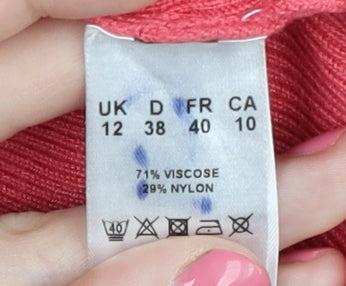 UK D FR CA
12 38 40 10
71% VISCOSE
29% NYLON
40